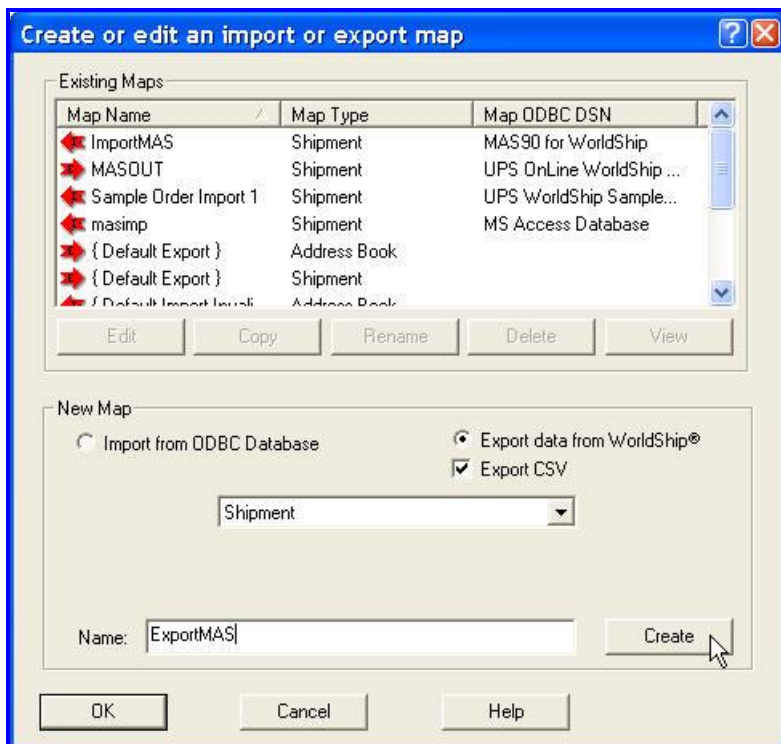 Create or edit an import or export map
Existing Maps
Map Name Map Type Map ODBC DSN
ImportMAS Shipment MAS90 for WorldShip
MASOUT Shipment UPS OnLine WorldShip ...
Sample Order Import 1 Shipment UPS WorldShip Sample...
masimp Shipment MS Access Database
{ Default Export } Address Book
{ Default Export } Shipment
{ Default Import Invali... Address Book
Edit Copy Rename Delete View
New Map
Import from ODBC Database Export data from WorldShip®
Export CSV
Shipment
Name: ExportMAS Create
OK Cancel Help